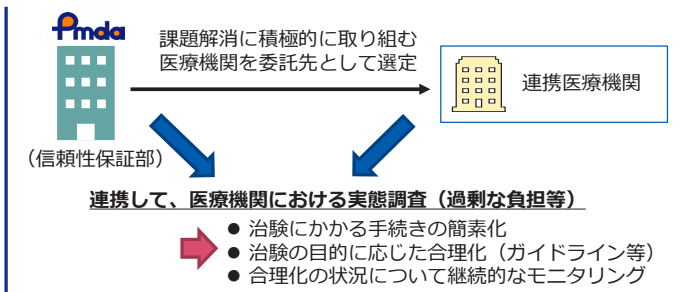 Pmda
課題解消に積極的に取り組む
医療機関を委託先として選定
連携医療機関
（信頼性保証部）
連携して、医療機関における実態調査（過剰な負担等）
● 治験にかかる手続きの簡素化
● 治験の目的に応じた合理化（ガイドライン等）
● 合理化の状況について継続的なモニタリング